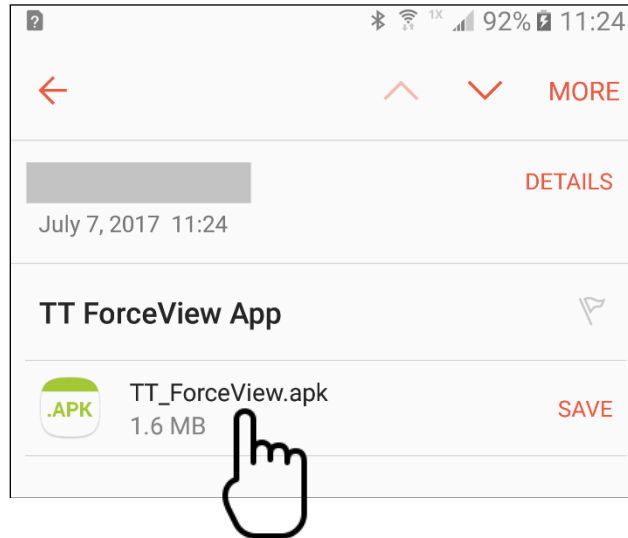 ? 1X 92% 11:24
MORE
DETAILS
July 7, 2017 11:24
TT ForceView App
.APK
TT_ForceView.apk
1.6 MB
SAVE